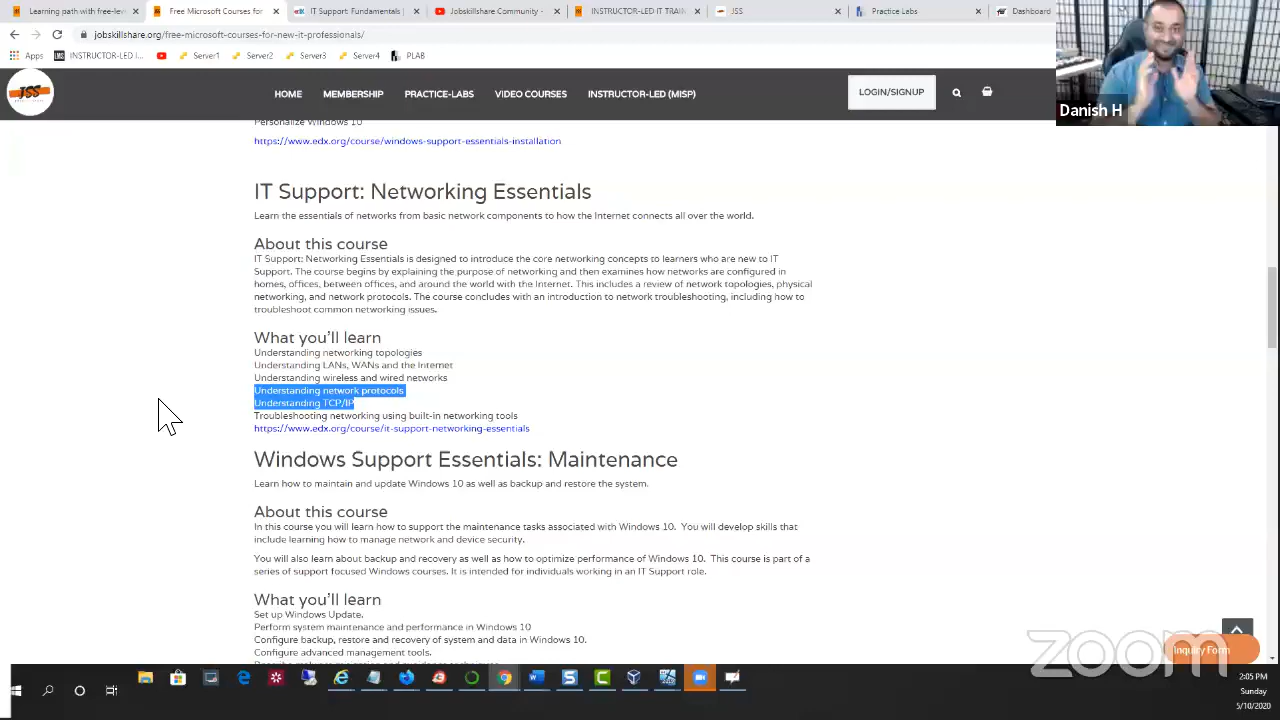 Learning path with free-lev
Free Microsoft Courses for
IT Support: Fundamentals |
Jobskillshare Community -
INSTRUCTOR-LED IT TRAIN
JSS
Practice Labs
Dashboard
jobskillshare.org/free-microsoft-courses-for-new-it-professionals/
Apps
LMS
INSTRUCTOR-LED I...
Server1
Server2
Server3
Server4
PLAB
JSS
HOME
MEMBERSHIP
PRACTICE-LABS
VIDEO COURSES
INSTRUCTOR-LED (MISP)
LOGIN/SIGNUP
Danish H
Personalize Windows 10
https://www.edx.org/course/windows-support-essentials-installation
IT Support: Networking Essentials
Learn the essentials of networks from basic network components to how the Internet connects all over the world.
About this course
IT Support: Networking Essentials is designed to introduce the core networking concepts to learners who are new to IT
Support. The course begins by explaining the purpose of networking and then examines how networks are configured in
homes, offices, between offices, and around the world with the Internet. This includes a review of network topologies, physical
networking, and network protocols. The course concludes with an introduction to network troubleshooting, including how to
troubleshoot common networking issues.
What you'll learn
Understanding networking topologies
Understanding LANs, WANs and the Internet
Understanding wireless and wired networks
Understanding network protocols
Understanding TCP/IP
Troubleshooting networking using built-in networking tools
https://www.edx.org/course/it-support-networking-essentials
Windows Support Essentials: Maintenance
Learn how to maintain and update Windows 10 as well as backup and restore the system.
About this course
In this course you will learn how to support the maintenance tasks associated with Windows 10. You will develop skills that
include learning how to manage network and device security.
You will also learn about backup and recovery as well as how to optimize performance of Windows 10. This course is part of a
series of support focused Windows courses. It is intended for individuals working in an IT Support role.
What you'll learn
Set up Windows Update.
Perform system maintenance and performance in Windows 10
Configure backup, restore and recovery of system and data in Windows 10.
Configure advanced management tools.
Inquiry Form
zoom
2:05 PM
Sunday
5/10/2020